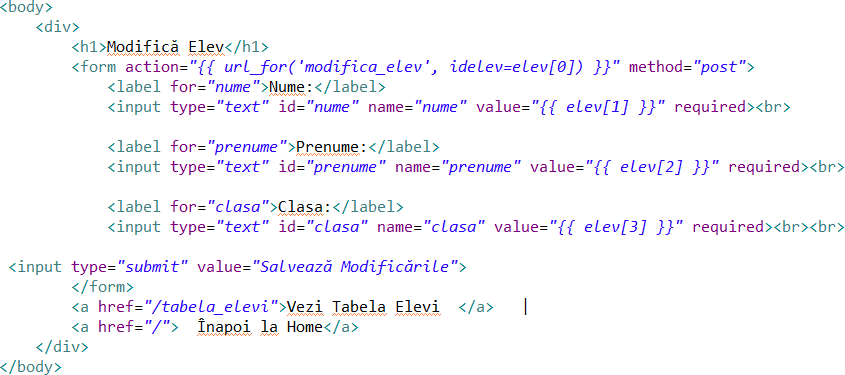 <body>
    <div>
        <h1>Modifică Elev</h1>
        <form action="{{ url_for('modifica_elev', idelev=elev[0]) }}" method="post">
            <label for="nume">Nume:</label>
            <input type="text" id="nume" name="nume" value="{{ elev[1] }}" required><br>

            <label for="prenume">Prenume:</label>
            <input type="text" id="prenume" name="prenume" value="{{ elev[2] }}" required><br>

            <label for="clasa">Clasa:</label>
            <input type="text" id="clasa" name="clasa" value="{{ elev[3] }}" required><br><br>

 <input type="submit" value="Salvează Modificările">
        </form>
        <a href="/tabela_elevi">Vezi Tabela Elevi  </a>
        <a href="/">  Înapoi la Home</a>
    </div>
</body>